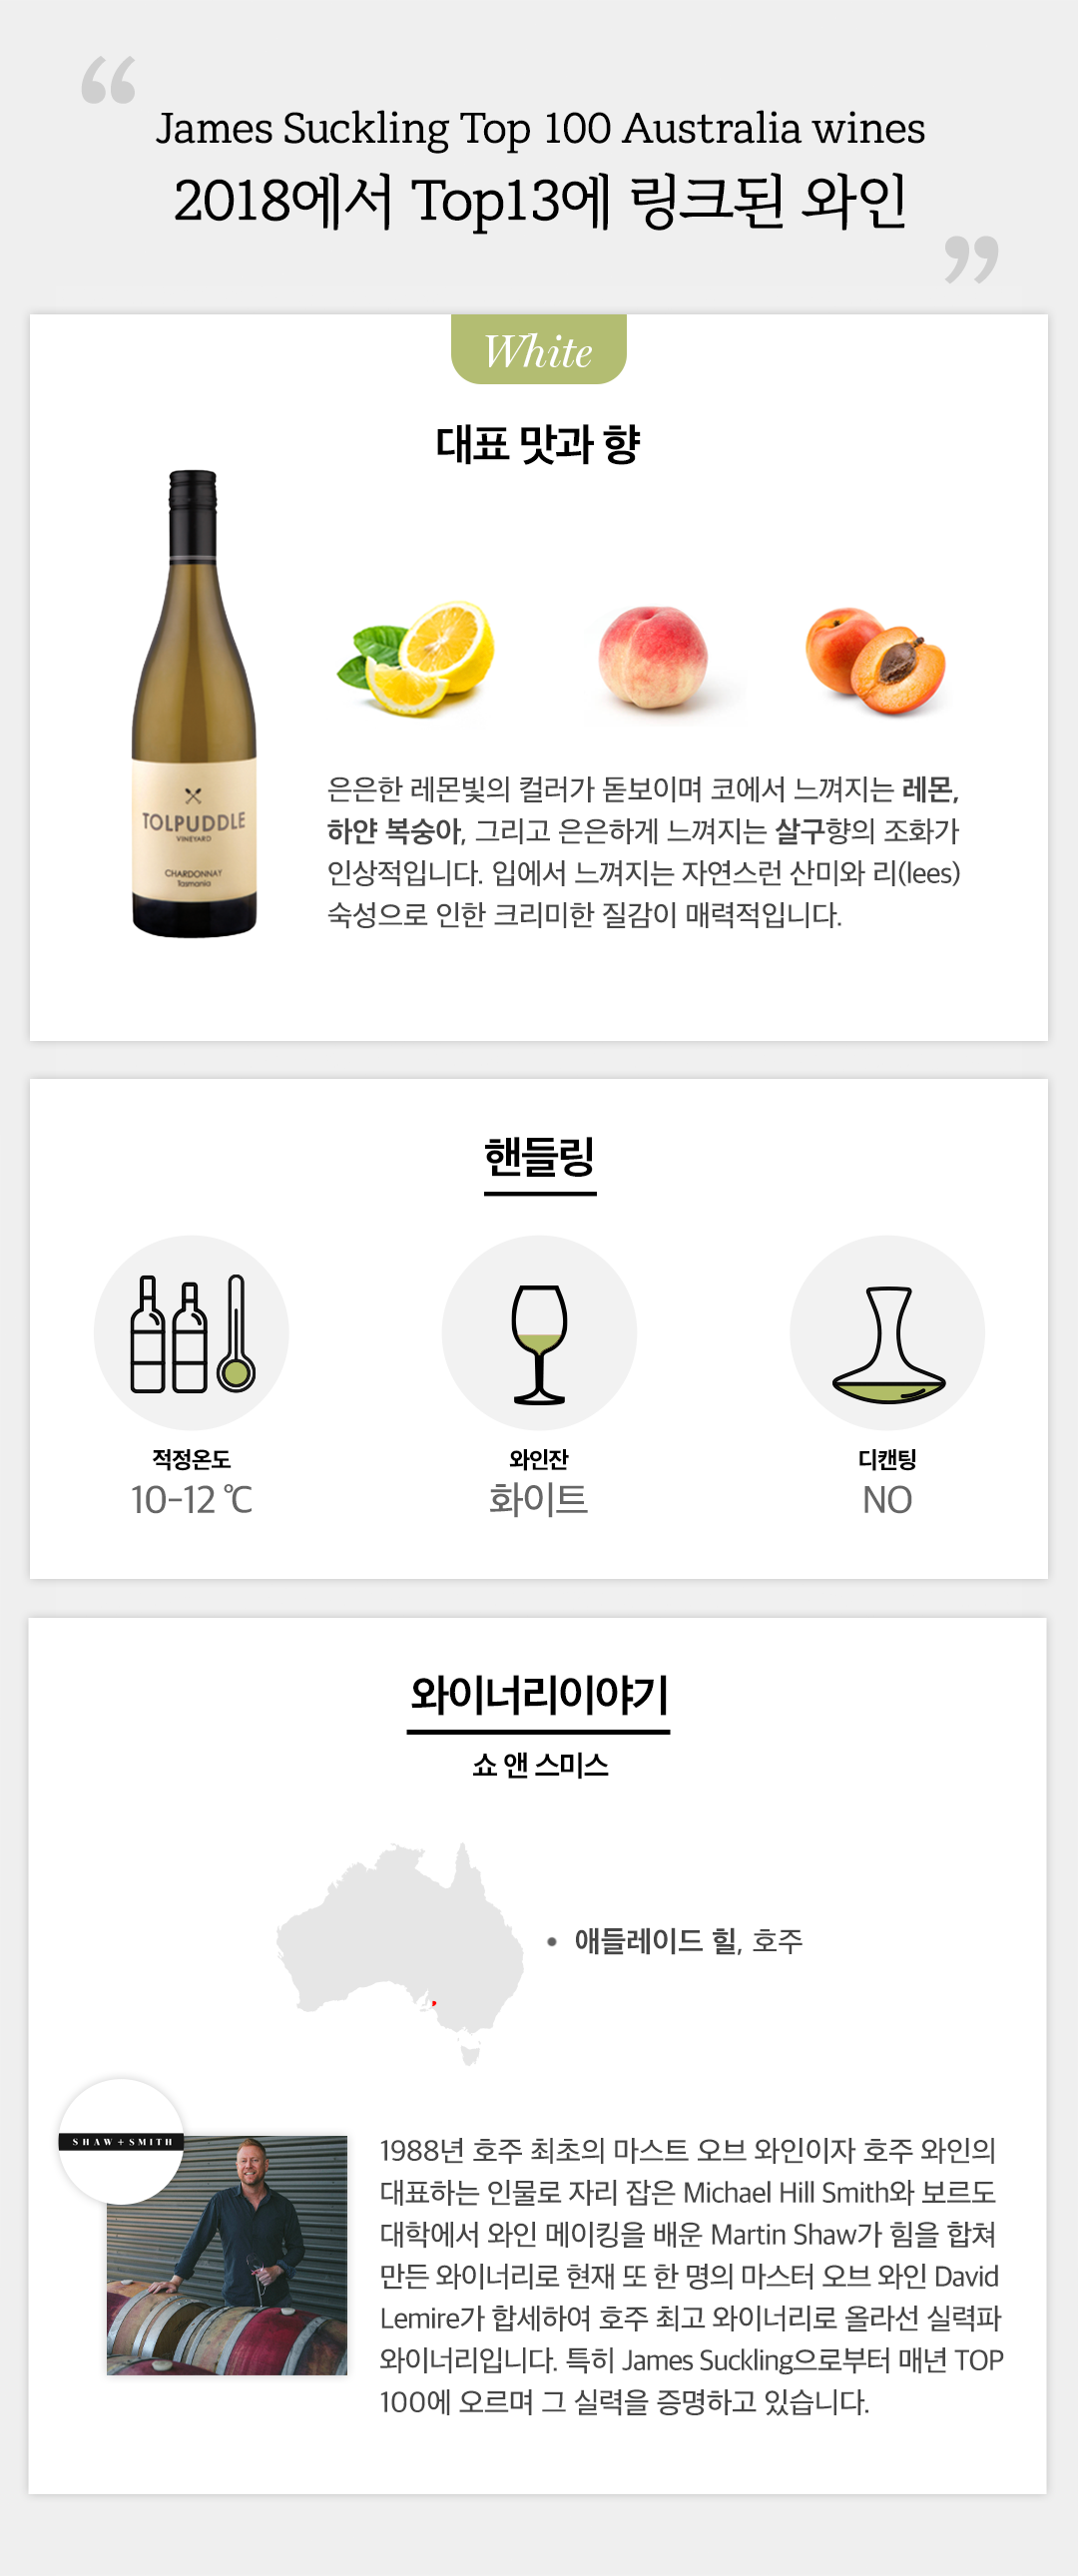 “
James Suckling Top 100 Australia wines
2018에서 Top13에 링크된 와인
”
White
대표 맛과 향
TOLPUDDLE
VINEYARD
CHARDONNAY
Tasmania
은은한 레몬빛의 컬러가 돋보이며 코에서 느껴지는 레몬,
하얀 복숭아, 그리고 은은하게 느껴지는 살구향의 조화가
인상적입니다. 입에서 느껴지는 자연스런 산미와 리(lees)
숙성으로 인한 크리미한 질감이 매력적입니다.
핸들링
적정온도
10-12 ℃
와인잔
화이트
디캔팅
NO
와이너리이야기
쇼 앤 스미스
• 애들레이드 힐, 호주
SHAW + SMITH
1988년 호주 최초의 마스트 오브 와인이자 호주 와인의
대표하는 인물로 자리 잡은 Michael Hill Smith와 보르도
대학에서 와인 메이킹을 배운 Martin Shaw가 힘을 합쳐
만든 와이너리로 현재 또 한 명의 마스터 오브 와인 David
Lemire가 합세하여 호주 최고 와이너리로 올라선 실력파
와이너리입니다. 특히 James Suckling으로부터 매년 TOP
100에 오르며 그 실력을 증명하고 있습니다.